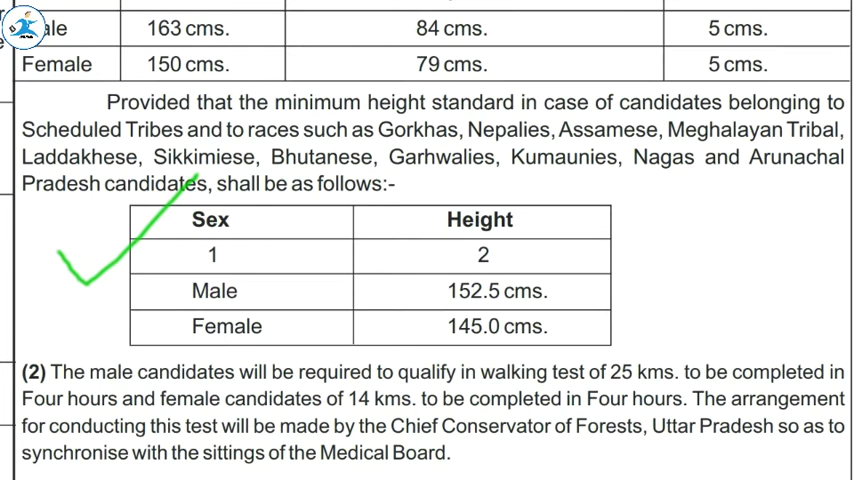 ale 163 cms. 84 cms. 5 cms.
Female 150 cms. 79 cms. 5 cms.
Provided that the minimum height standard in case of candidates belonging to
Scheduled Tribes and to races such as Gorkhas, Nepalies, Assamese, Meghalayan Tribal,
Laddakhese, Sikkimiese, Bhutanese, Garhwalies, Kumaunies, Nagas and Arunachal
Pradesh candidates, shall be as follows:-
Sex Height
1 2
Male 152.5 cms.
Female 145.0 cms.
(2) The male candidates will be required to qualify in walking test of 25 kms. to be completed in
Four hours and female candidates of 14 kms. to be completed in Four hours. The arrangement
for conducting this test will be made by the Chief Conservator of Forests, Uttar Pradesh so as to
synchronise with the sittings of the Medical Board.